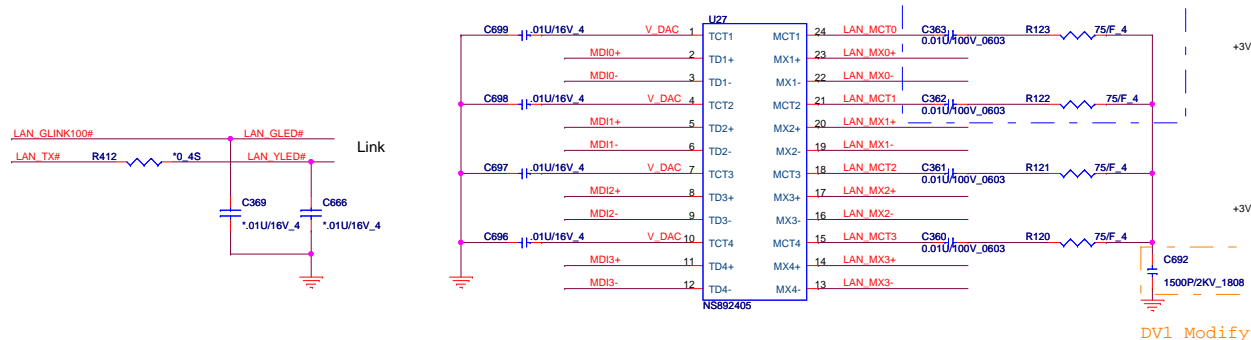 U27
C699 .01U/16V_4 V_DAC 1 TCT1 MCT1 24 LAN_MCT0 C363 0.01U/100V_0603 R123 75/F_4
+3V
MDI0+ 2 TD1+ MX1+ 23 LAN_MX0+
MDI0- 3 TD1- MX1- 22 LAN_MX0-
C698 .01U/16V_4 V_DAC 4 TCT2 MCT2 21 LAN_MCT1 C362 0.01U/100V_0603 R122 75/F_4
MDI1+ 5 TD2+ MX2+ 20 LAN_MX1+
LAN_GLINK100# LAN_GLED#
Link
MDI1- 6 TD2- MX2- 19 LAN_MX1-
LAN_TX# R412 *0_4S LAN_YLED#
C697 .01U/16V_4 V_DAC 7 TCT3 MCT3 18 LAN_MCT2 C361 0.01U/100V_0603 R121 75/F_4
MDI2+ 8 TD3+ MX3+ 17 LAN_MX2+
C369 C666
*.01U/16V_4 *.01U/16V_4
MDI2- 9 TD3- MX3- 16 LAN_MX2-
+3V
C696 .01U/16V_4 V_DAC 10 TCT4 MCT4 15 LAN_MCT3 C360 0.01U/100V_0603 R120 75/F_4
MDI3+ 11 TD4+ MX4+ 14 LAN_MX3+
C692
1500P/2KV_1808
MDI3- 12 TD4- MX4- 13 LAN_MX3-
NS892405
DV1 Modify